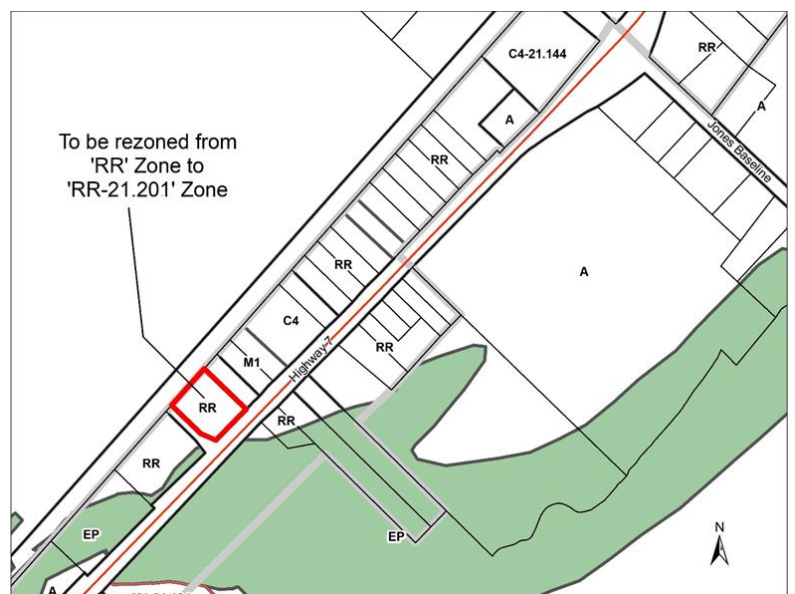 C4-21.144
RR
A
A
Jones Baseline
To be rezoned from
'RR' Zone to
'RR-21.201' Zone
RR
RR
A
C4
M1
Highway 7
RR
RR
RR
RR
EP
EP
N
A